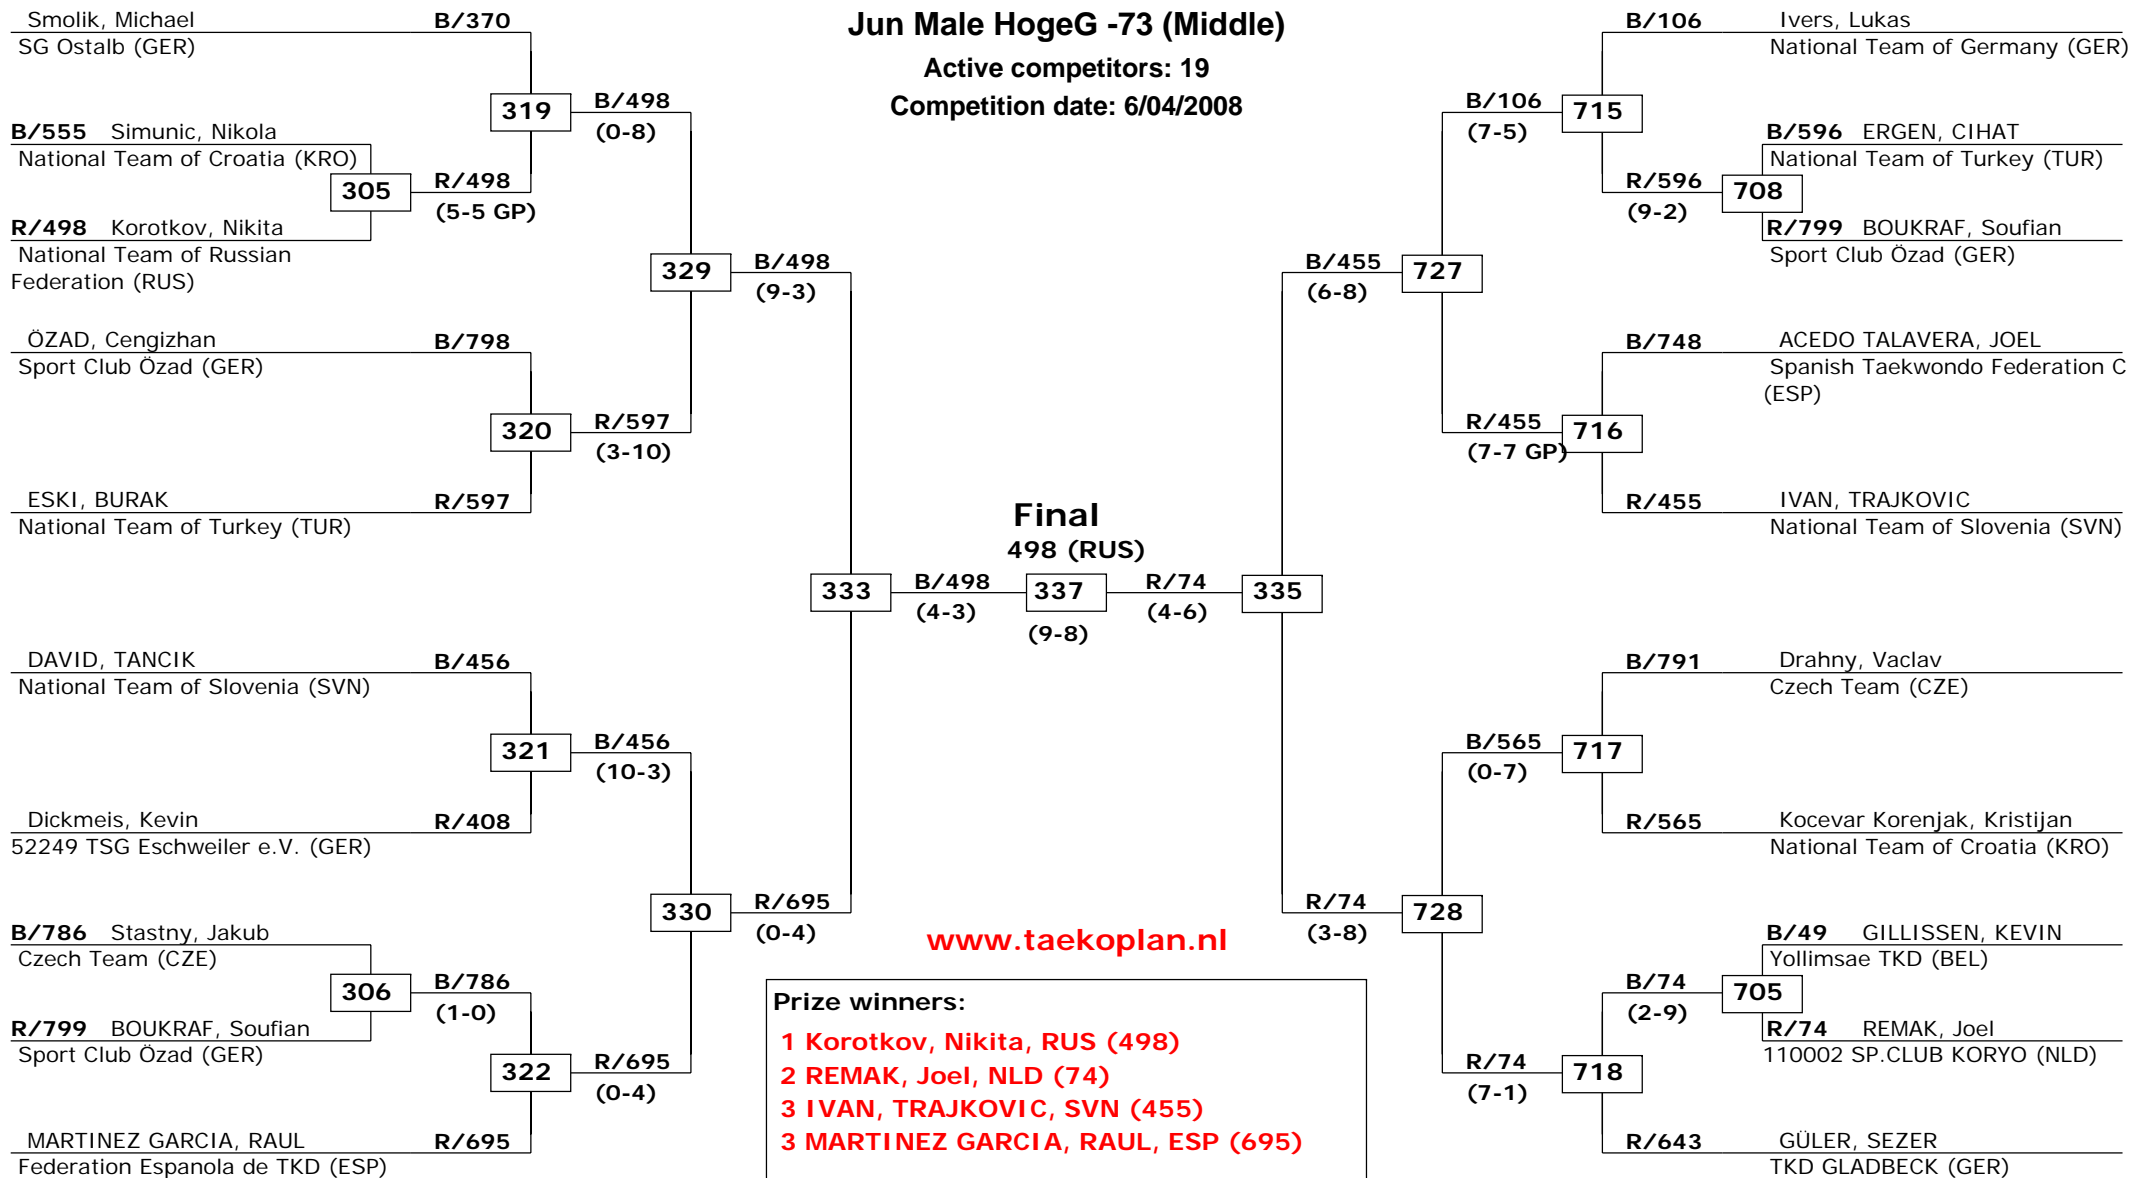 Jun Male HogeG -73 (Middle)
Active competitors: 19
Competition date: 6/04/2008
Smolik, Michael B/370
SG Ostalb (GER)
319
B/498
(0-8)
B/555 Simunic, Nikola
National Team of Croatia (KRO)
305
R/498
(5-5 GP)
R/498 Korotkov, Nikita
National Team of Russian
Federation (RUS)
329
B/498
(9-3)
ÖZAD, Cengizhan B/798
Sport Club Özad (GER)
320
R/597
(3-10)
ESKI, BURAK R/597
National Team of Turkey (TUR)
333
B/498
(4-3)
DAVID, TANCIK B/456
National Team of Slovenia (SVN)
321
B/456
(10-3)
Dickmeis, Kevin R/408
52249 TSG Eschweiler e.V. (GER)
330
R/695
(0-4)
B/786 Stastny, Jakub
Czech Team (CZE)
306
B/786
(1-0)
R/799 BOUKRAF, Soufian
Sport Club Özad (GER)
322
R/695
(0-4)
MARTINEZ GARCIA, RAUL R/695
Federation Espanola de TKD (ESP)
Final
498 (RUS)
337
(9-8)
R/74
(4-6)
335
B/106 Ivers, Lukas
National Team of Germany (GER)
B/106
(7-5)
715
B/596 ERGEN, CIHAT
National Team of Turkey (TUR)
R/596
(9-2)
708
R/799 BOUKRAF, Soufian
Sport Club Özad (GER)
B/455
(6-8)
727
B/748 ACEDO TALAVERA, JOEL
Spanish Taekwondo Federation C
(ESP)
R/455
(7-7 GP)
716
R/455 IVAN, TRAJKOVIC
National Team of Slovenia (SVN)
B/791 Drahny, Vaclav
Czech Team (CZE)
B/565
(0-7)
717
R/565 Kocevar Korenjak, Kristijan
National Team of Croatia (KRO)
R/74
(3-8)
728
B/49 GILLISSEN, KEVIN
Yollimsae TKD (BEL)
B/74
(2-9)
705
R/74 REMAK, Joel
110002 SP.CLUB KORYO (NLD)
R/74
(7-1)
718
R/643 GÜLER, SEZER
TKD GLADBECK (GER)
www.taekoplan.nl
Prize winners:
1 Korotkov, Nikita, RUS (498)
2 REMAK, Joel, NLD (74)
3 IVAN, TRAJKOVIC, SVN (455)
3 MARTINEZ GARCIA, RAUL, ESP (695)